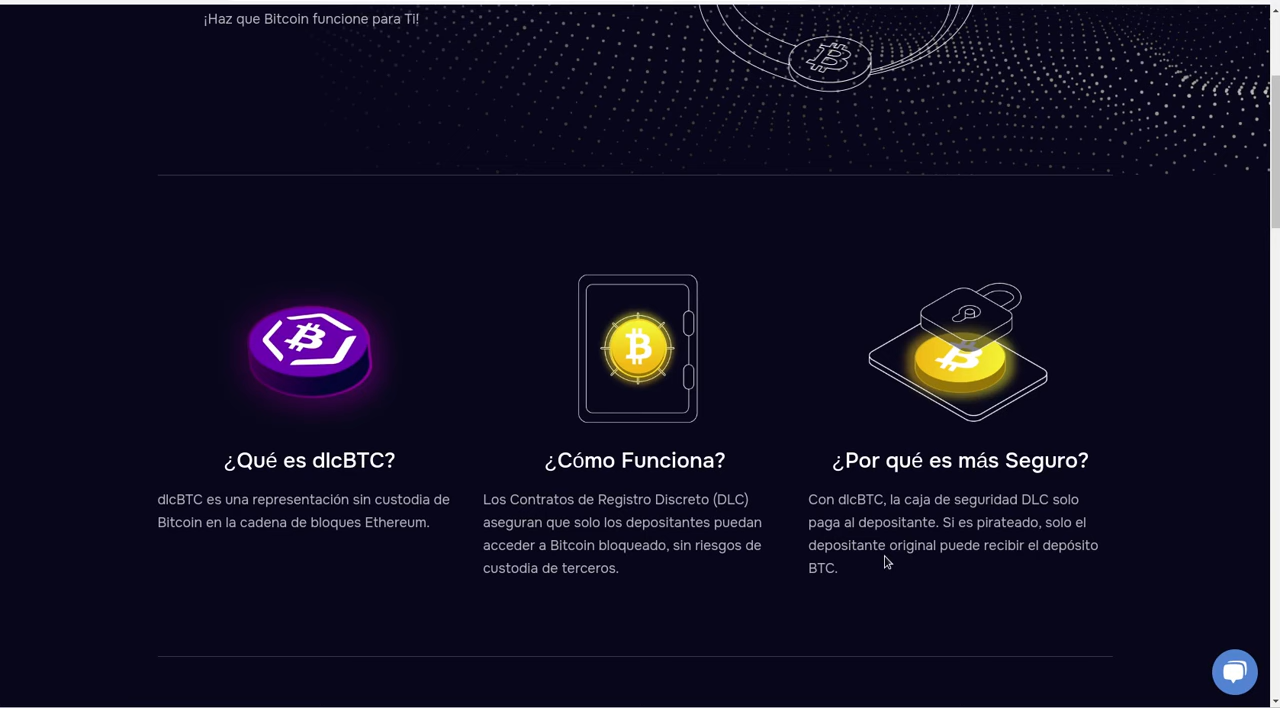 ¡Haz que Bitcoin funcione para Ti!
¿Qué es dlcBTC?
dlcBTC es una representación sin custodia de
Bitcoin en la cadena de bloques Ethereum.
¿Cómo Funciona?
Los Contratos de Registro Discreto (DLC)
aseguran que solo los depositantes puedan
acceder a Bitcoin bloqueado, sin riesgos de
custodia de terceros.
¿Por qué es más Seguro?
Con dlcBTC, la caja de seguridad DLC solo
paga al depositante. Si es pirateado, solo el
depositante original puede recibir el depósito
BTC.